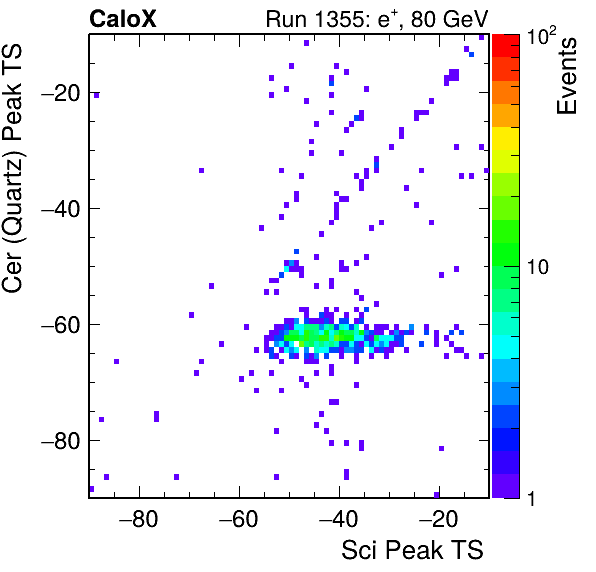 CaloX Run 1355: e⁺, 80 GeV
Cer (Quartz) Peak TS
−20
−40
−60
−80
−80 −60 −40 −20
Sci Peak TS
10²
10
1
Events